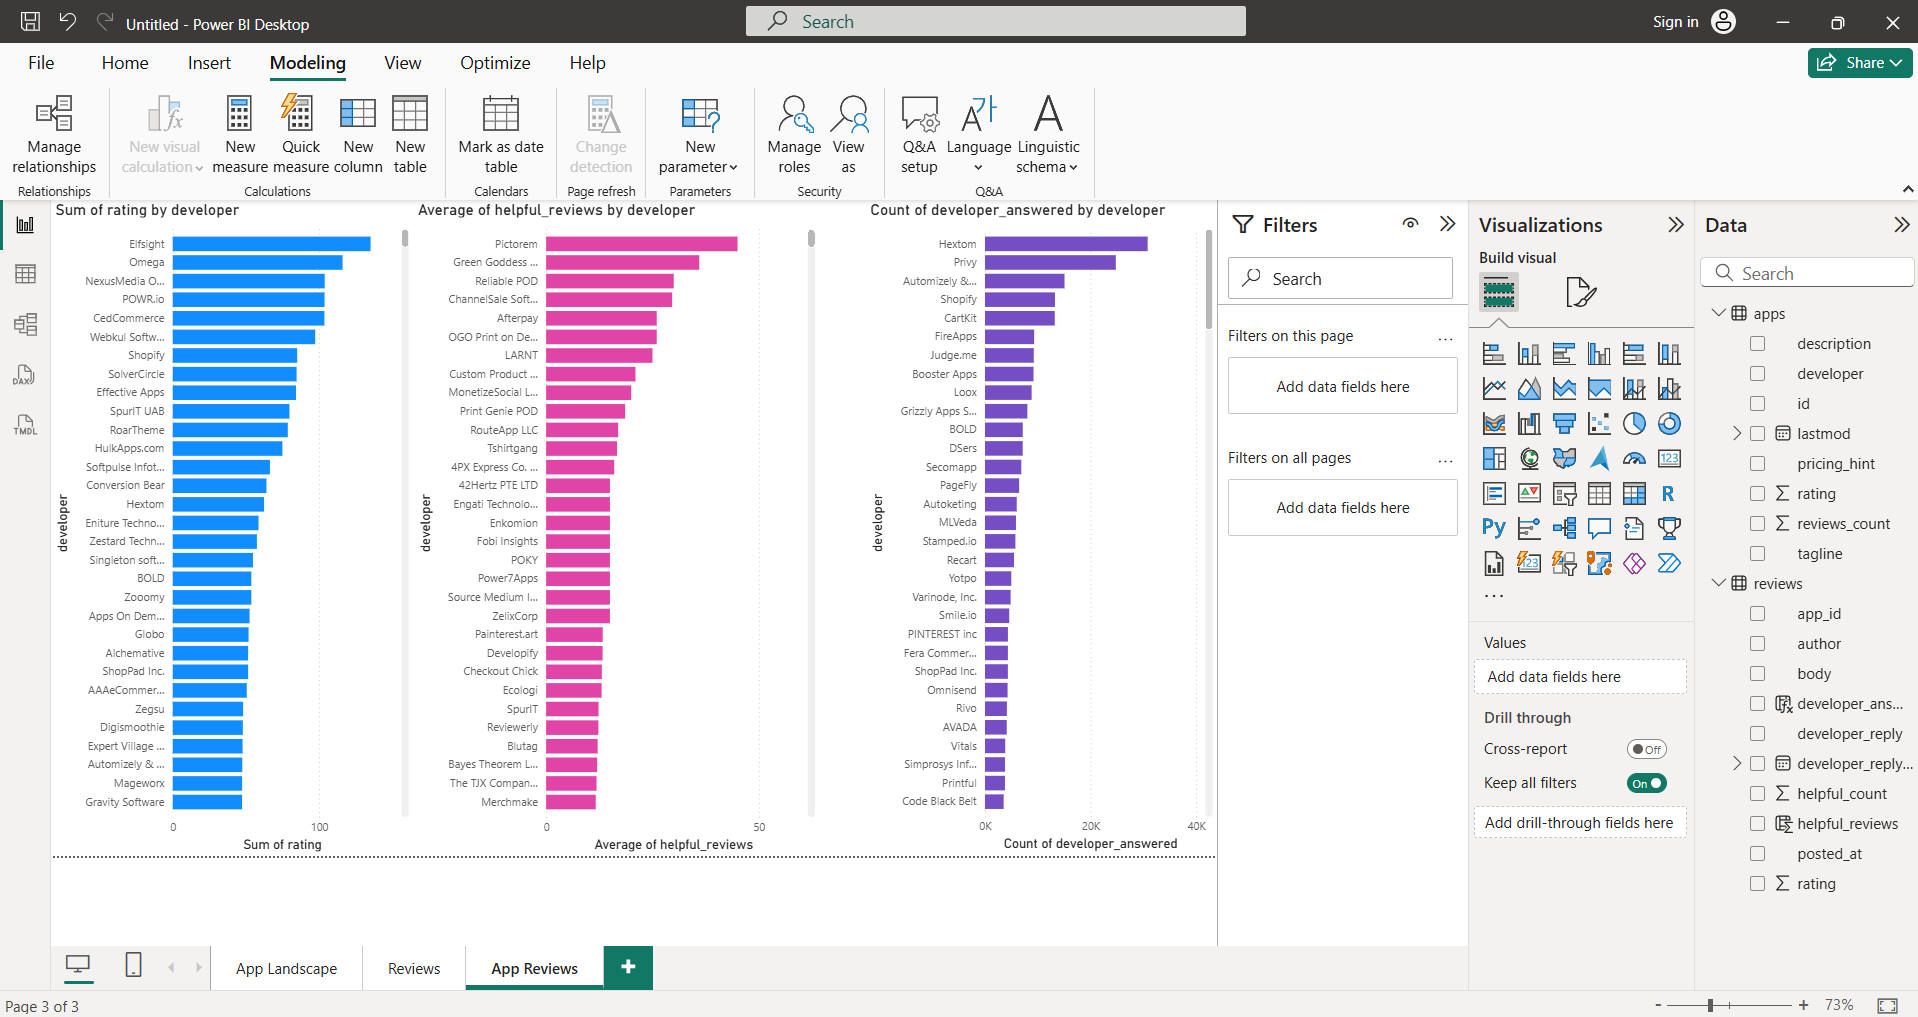 Untitled - Power BI Desktop
Search
Sign in
File
Home
Insert
Modeling
View
Optimize
Help
Share
Manage relationships
New visual calculation
New measure
Quick measure
New column
New table
Mark as date table
Change detection
New parameter
Manage roles
View as
Q&A setup
Language
Linguistic schema
Relationships
Calculations
Calendars
Page refresh
Parameters
Security
Q&A
DAX
TMDL
Sum of rating by developer
developer
Elfsight
Omega
NexusMedia O...
POWR.io
CedCommerce
Webkul Softw...
Shopify
SolverCircle
Effective Apps
SpurIT UAB
RoarTheme
HulkApps.com
Softpulse Infot...
Conversion Bear
Hextom
Eniture Techno...
Zestard Techn...
Singleton soft...
BOLD
Zooomy
Apps On Dem...
Globo
Alchemative
ShopPad Inc.
AAAeCommer...
Zegsu
Digismoothie
Expert Village ...
Automizely & ...
Mageworx
Gravity Software
0
100
Sum of rating
Average of helpful_reviews by developer
developer
Pictorem
Green Goddess ...
Reliable POD
ChannelSale Soft...
Afterpay
OGO Print on De...
LARNT
Custom Product ...
MonetizeSocial L...
Print Genie POD
RouteApp LLC
Tshirtgang
4PX Express Co. ...
42Hertz PTE LTD
Engati Technolo...
Enkomion
Fobi Insights
POKY
Power7Apps
Source Medium I...
ZelixCorp
Painterest.art
Developify
Checkout Chick
Ecologi
SpurIT
Reviewerly
Blutag
Bayes Theorem L...
The TJX Compan...
Merchmake
0
50
Average of helpful_reviews
Count of developer_answered by developer
developer
Hextom
Privy
Automizely &...
Shopify
CartKit
FireApps
Judge.me
Booster Apps
Loox
Grizzly Apps S...
BOLD
DSers
Secomapp
PageFly
Autoketing
MLVeda
Stamped.io
Recart
Yotpo
Varinode, Inc.
Smile.io
PINTEREST inc
Fera Commer...
ShopPad Inc.
Omnisend
Rivo
AVADA
Vitals
Simprosys Inf...
Printful
Code Black Belt
0K
20K
40K
Count of developer_answered
Filters
Search
Filters on this page
...
Add data fields here
Filters on all pages
...
Add data fields here
Visualizations
Build visual
123
R
Py
123
...
Values
Add data fields here
Drill through
Cross-report
Off
Keep all filters
On
Add drill-through fields here
Data
Search
apps
description
developer
id
lastmod
pricing_hint
rating
reviews_count
tagline
reviews
app_id
author
body
developer_ans...
developer_reply
developer_reply...
helpful_count
helpful_reviews
posted_at
rating
App Landscape
Reviews
App Reviews
+
Page 3 of 3
-
+
73%